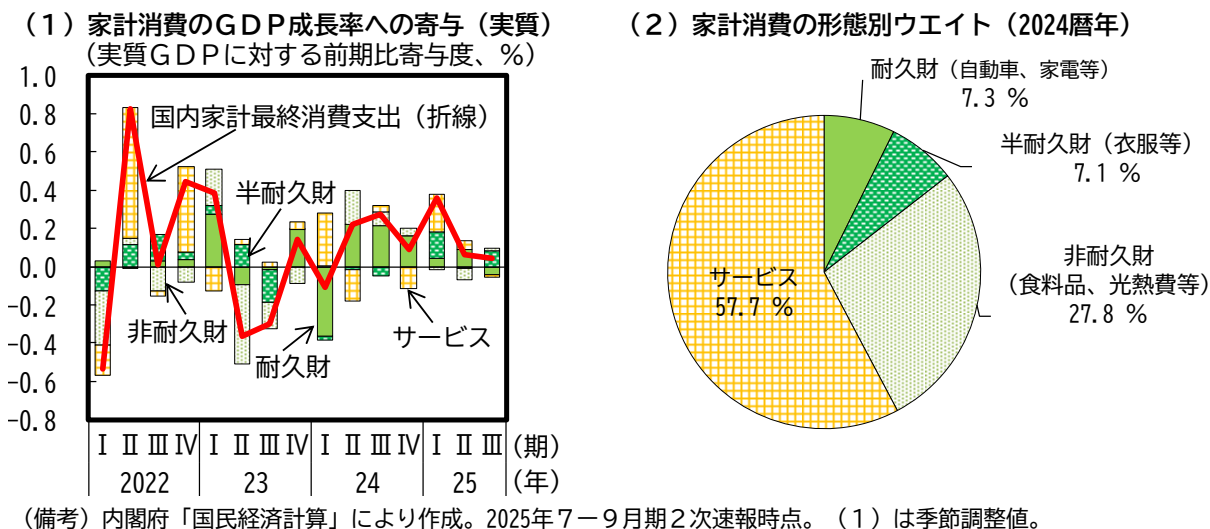 （１）家計消費のＧＤＰ成長率への寄与（実質）
（実質ＧＤＰに対する前期比寄与度、％）
1.0
0.8
0.6
0.4
0.2
0.0
-0.2
-0.4
-0.6
-0.8
国内家計最終消費支出（折線）
半耐久財
非耐久財
耐久財
サービス
Ⅰ Ⅱ Ⅲ Ⅳ Ⅰ Ⅱ Ⅲ Ⅳ Ⅰ Ⅱ Ⅲ Ⅳ Ⅰ Ⅱ Ⅲ （期）
2022 23 24 25 （年）
（２）家計消費の形態別ウエイト（2024暦年）
耐久財（自動車、家電等）
7.3 %
半耐久財（衣服等）
7.1 %
非耐久財
（食料品、光熱費等）
27.8 %
サービス
57.7 %
（備考）内閣府「国民経済計算」により作成。2025年７－９月期２次速報時点。（１）は季節調整値。